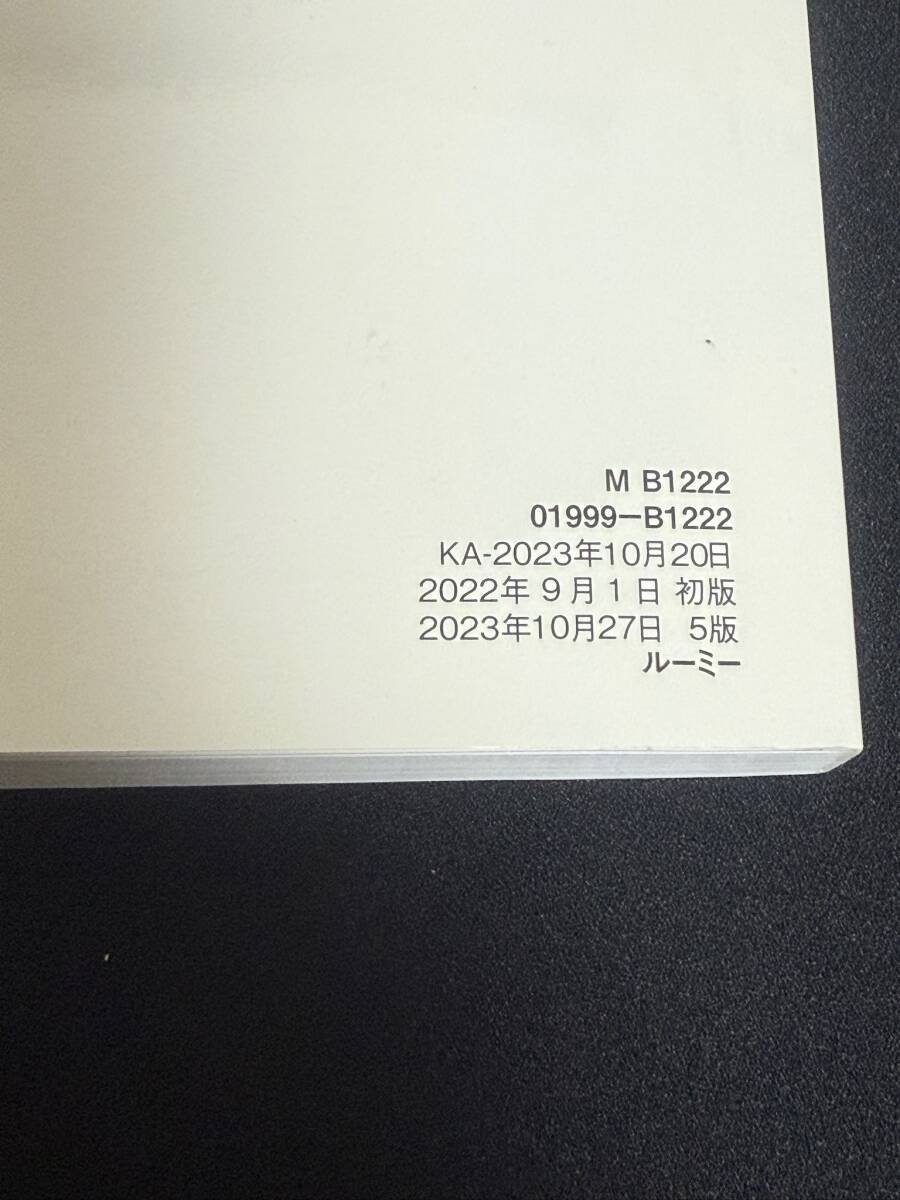 M B1222
01999−B1222
KA-2023年10月20日
2022年 9 月 1 日 初版
2023年10月27日 5版
ルーミー